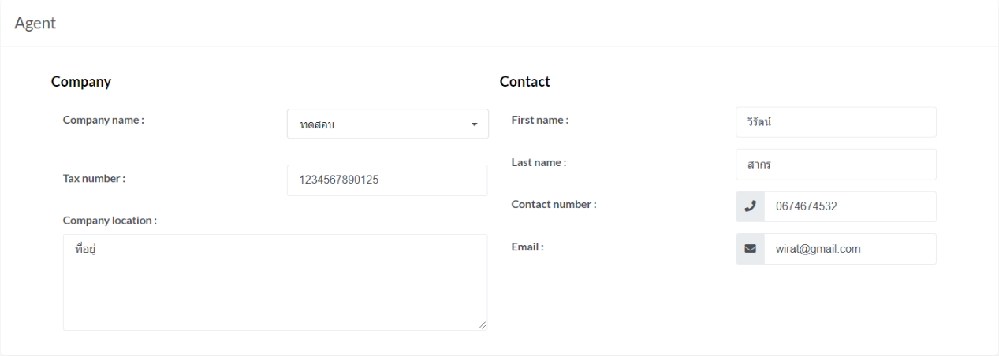 Agent
Company
Company name :
ทดสอบ
Tax number :
1234567890125
Company location :
ที่อยู่
Contact
First name :
วิรัตน์
Last name :
สากร
Contact number :
0674674532
Email :
wirat@gmail.com